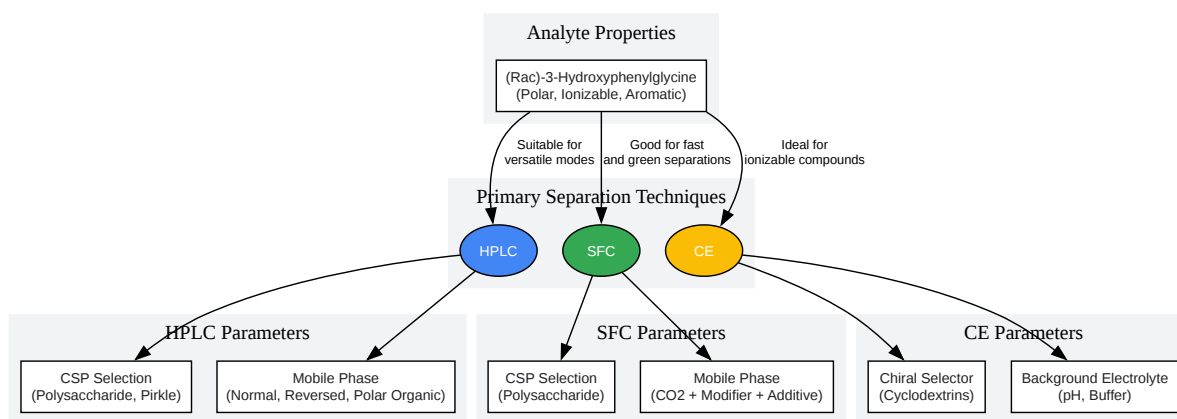 Analyte Properties
(Rac)-3-Hydroxyphenylglycine
(Polar, Ionizable, Aromatic)
Suitable for
versatile modes
Good for fast
and green separations
Ideal for
ionizable compounds
Primary Separation Techniques
HPLC
SFC
CE
HPLC Parameters
SFC Parameters
CE Parameters
CSP Selection
(Polysaccharide, Pirkle)
Mobile Phase
(Normal, Reversed, Polar Organic)
CSP Selection
(Polysaccharide)
Mobile Phase
(CO2 + Modifier + Additive)
Chiral Selector
(Cyclodextrins)
Background Electrolyte
(pH, Buffer)